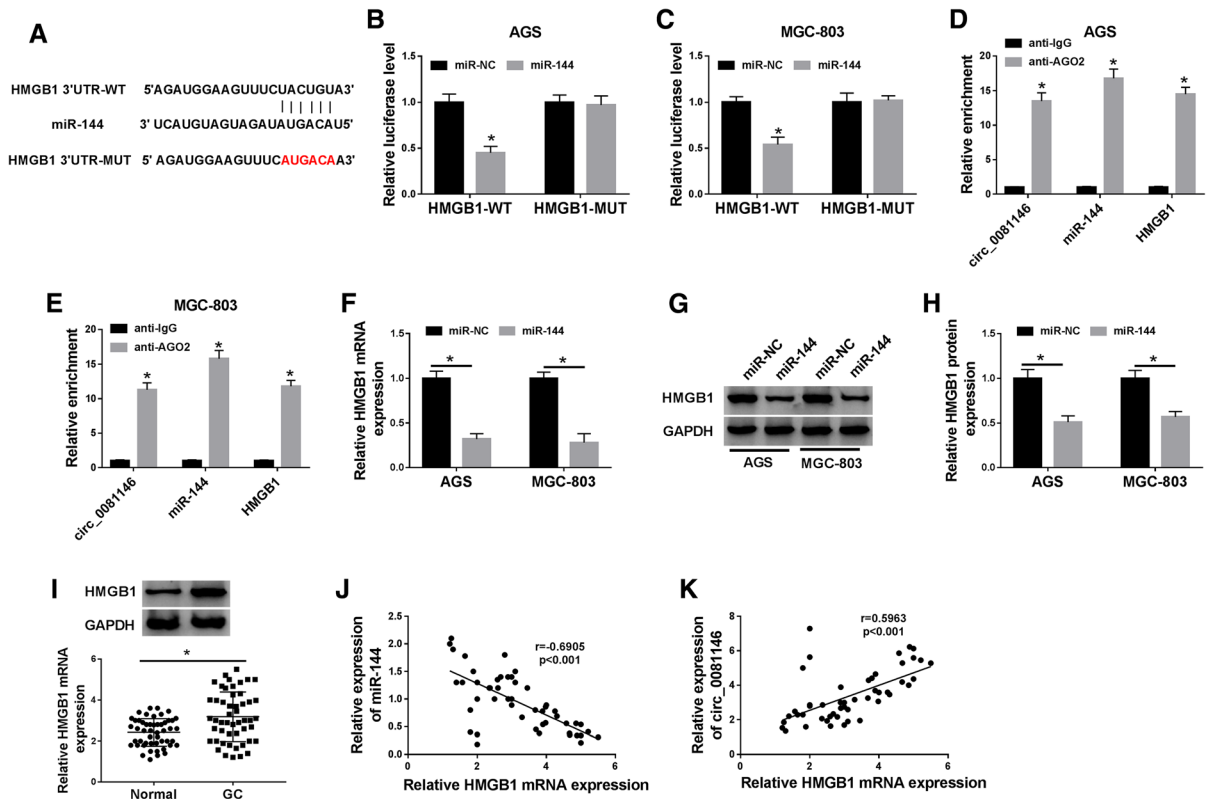 A
HMGB1 3'UTR-WT 5'AGAUGGAAGUUUCUACUGUA3'
miR-144 3' UCAUGUAGUAGAUAUGACAU5'
HMGB1 3'UTR-MUT 5' AGAUGGAAGUUUCAUGACAA3'
B
AGS
miR-NC miR-144
Relative luciferase level
1.5
1.0
0.5
0.0
HMGB1-WT HMGB1-MUT
*
C
MGC-803
miR-NC miR-144
Relative luciferase level
1.5
1.0
0.5
0.0
HMGB1-WT HMGB1-MUT
*
D
AGS
anti-IgG
anti-AGO2
Relative enrichment
20
15
10
5
0
* * *
circ_0081146 miR-144 HMGB1
E
MGC-803
anti-IgG
anti-AGO2
Relative enrichment
20
15
10
5
0
* * *
circ_0081146 miR-144 HMGB1
F
miR-NC miR-144
Relative HMGB1 mRNA
expression
1.5
1.0
0.5
0.0
* *
AGS MGC-803
G
miR-NC miR-144 miR-NC miR-144
HMGB1
GAPDH
AGS MGC-803
H
miR-NC miR-144
Relative HMGB1 protein
expression
1.5
1.0
0.5
0.0
* *
AGS MGC-803
I
HMGB1
GAPDH
Relative HMGB1 mRNA
expression
6
4
2
0
*
Normal GC
J
Relative expression
of miR-144
2.5
2.0
1.5
1.0
0.5
0.0
r=-0.6905
p<0.001
0 2 4 6
Relative HMGB1 mRNA expression
K
Relative expression
of circ_0081146
8
6
4
2
0
r=0.5963
p<0.001
0 2 4 6
Relative HMGB1 mRNA expression